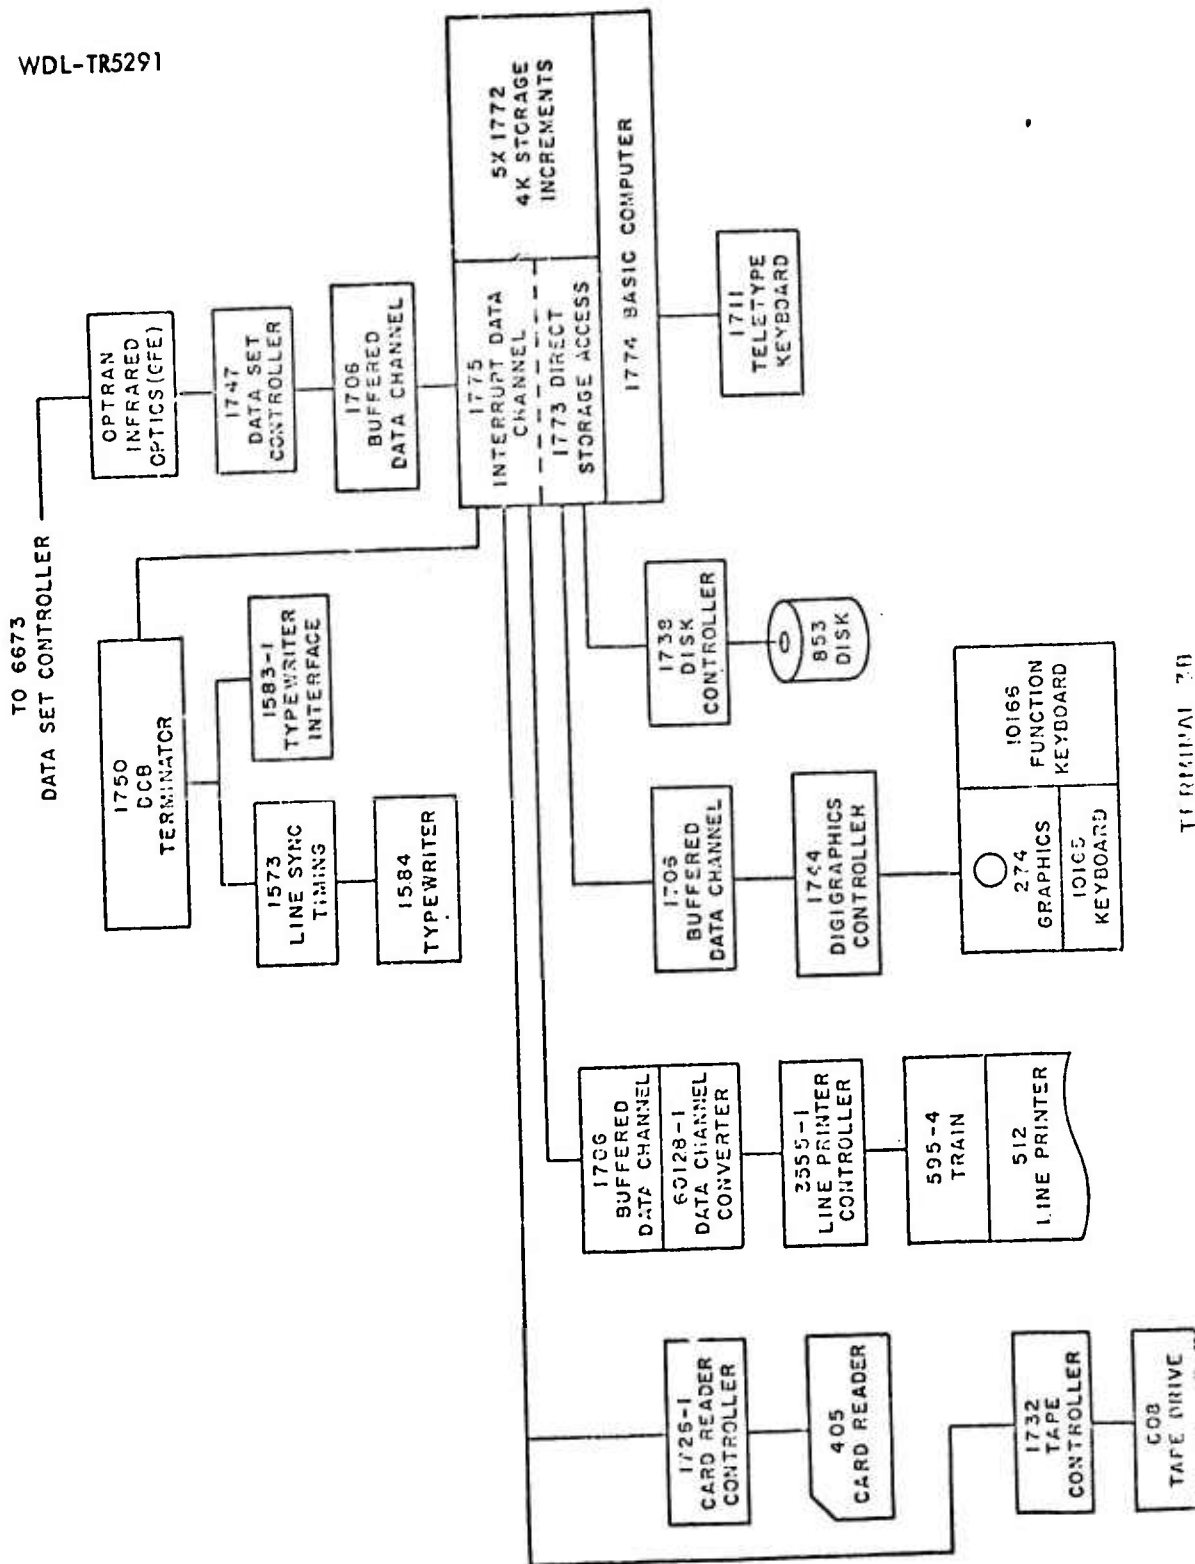 WDL-TR5291
TO 6673
DATA SET CONTROLLER
OPTRAN
INFRARED
OPTICS(GFE)
1747
DATA SET
CONTROLLER
1706
BUFFERED
DATA CHANNEL
1750
DCB
TERMINATOR
1583-1
TYPEWRITER
INTERFACE
1573
LINE SYNC
TIMING
1584
TYPEWRITER
1775
INTERRUPT DATA
CHANNEL
1773 DIRECT
STORAGE ACCESS
5X 1772
4K STORAGE
INCREMENTS
1774 BASIC COMPUTER
1711
TELETYPE
KEYBOARD
1738
DISK
CONTROLLER
853
DISK
1706
BUFFERED
DATA CHANNEL
1744
DIGIGRAPHICS
CONTROLLER
274
GRAPHICS
10165
KEYBOARD
10166
FUNCTION
KEYBOARD
1706
BUFFERED
DATA CHANNEL
60128-1
DATA CHANNEL
CONVERTER
3555-1
LINE PRINTER
CONTROLLER
595-4
TRAIN
512
LINE PRINTER
1726-1
CARD READER
CONTROLLER
405
CARD READER
1732
TAPE
CONTROLLER
608
TAPE DRIVE
TERMINAL